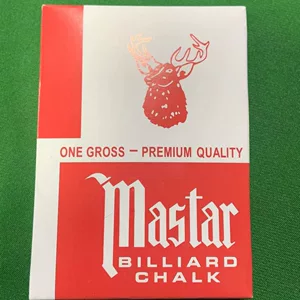 ONE GROSS – PREMIUM QUALITY
Mastar
BILLIARD
CHALK